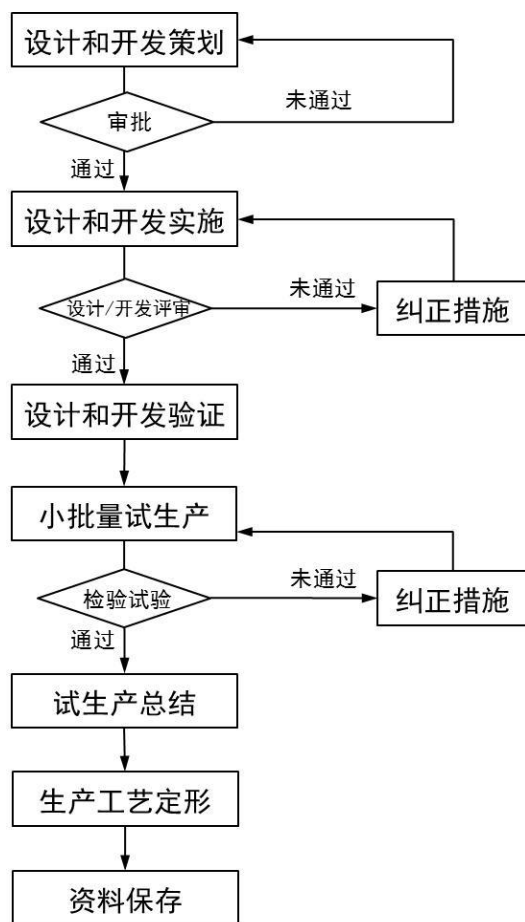 设计和开发策划
未通过
审批
通过
设计和开发实施
未通过
设计/开发评审
纠正措施
通过
设计和开发验证
小批量试生产
未通过
检验试验
纠正措施
通过
试生产总结
生产工艺定形
资料保存